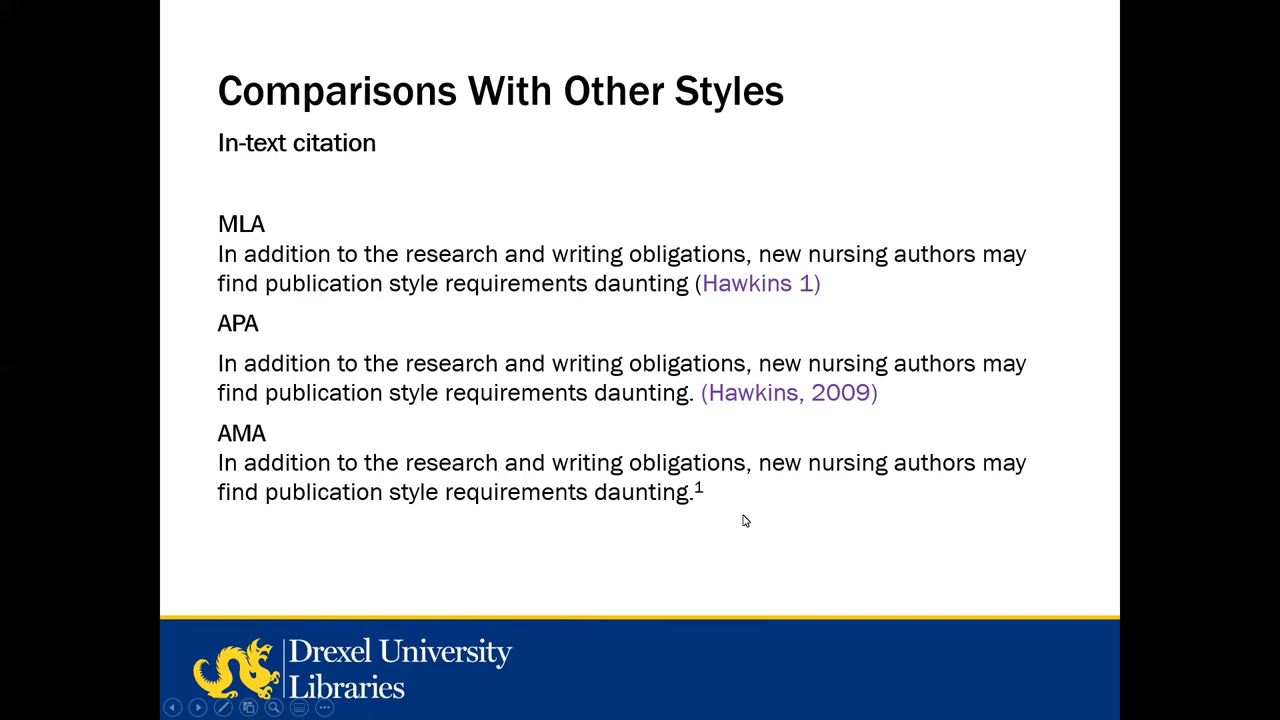 Comparisons With Other Styles
In-text citation
MLA
In addition to the research and writing obligations, new nursing authors may
find publication style requirements daunting (Hawkins 1)
APA
In addition to the research and writing obligations, new nursing authors may
find publication style requirements daunting. (Hawkins, 2009)
AMA
In addition to the research and writing obligations, new nursing authors may
find publication style requirements daunting.¹
Drexel University
Libraries